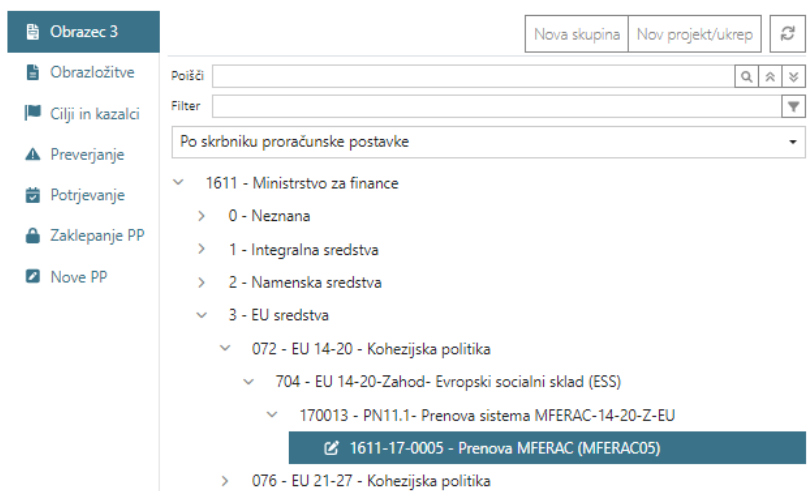 Obrazec 3
Obrazložitve
Cilji in kazalci
Preverjanje
Potrjevanje
Zaklepanje PP
Nove PP
Nova skupina Nov projekt/ukrep
Poišči
Filter
Po skrbniku proračunske postavke
1611 - Ministrstvo za finance
0 - Neznana
1 - Integralna sredstva
2 - Namenska sredstva
3 - EU sredstva
072 - EU 14-20 - Kohezijska politika
704 - EU 14-20-Zahod- Evropski socialni sklad (ESS)
170013 - PN11.1- Prenova sistema MFERAC-14-20-Z-EU
1611-17-0005 - Prenova MFERAC (MFERAC05)
076 - EU 21-27 - Kohezijska politika